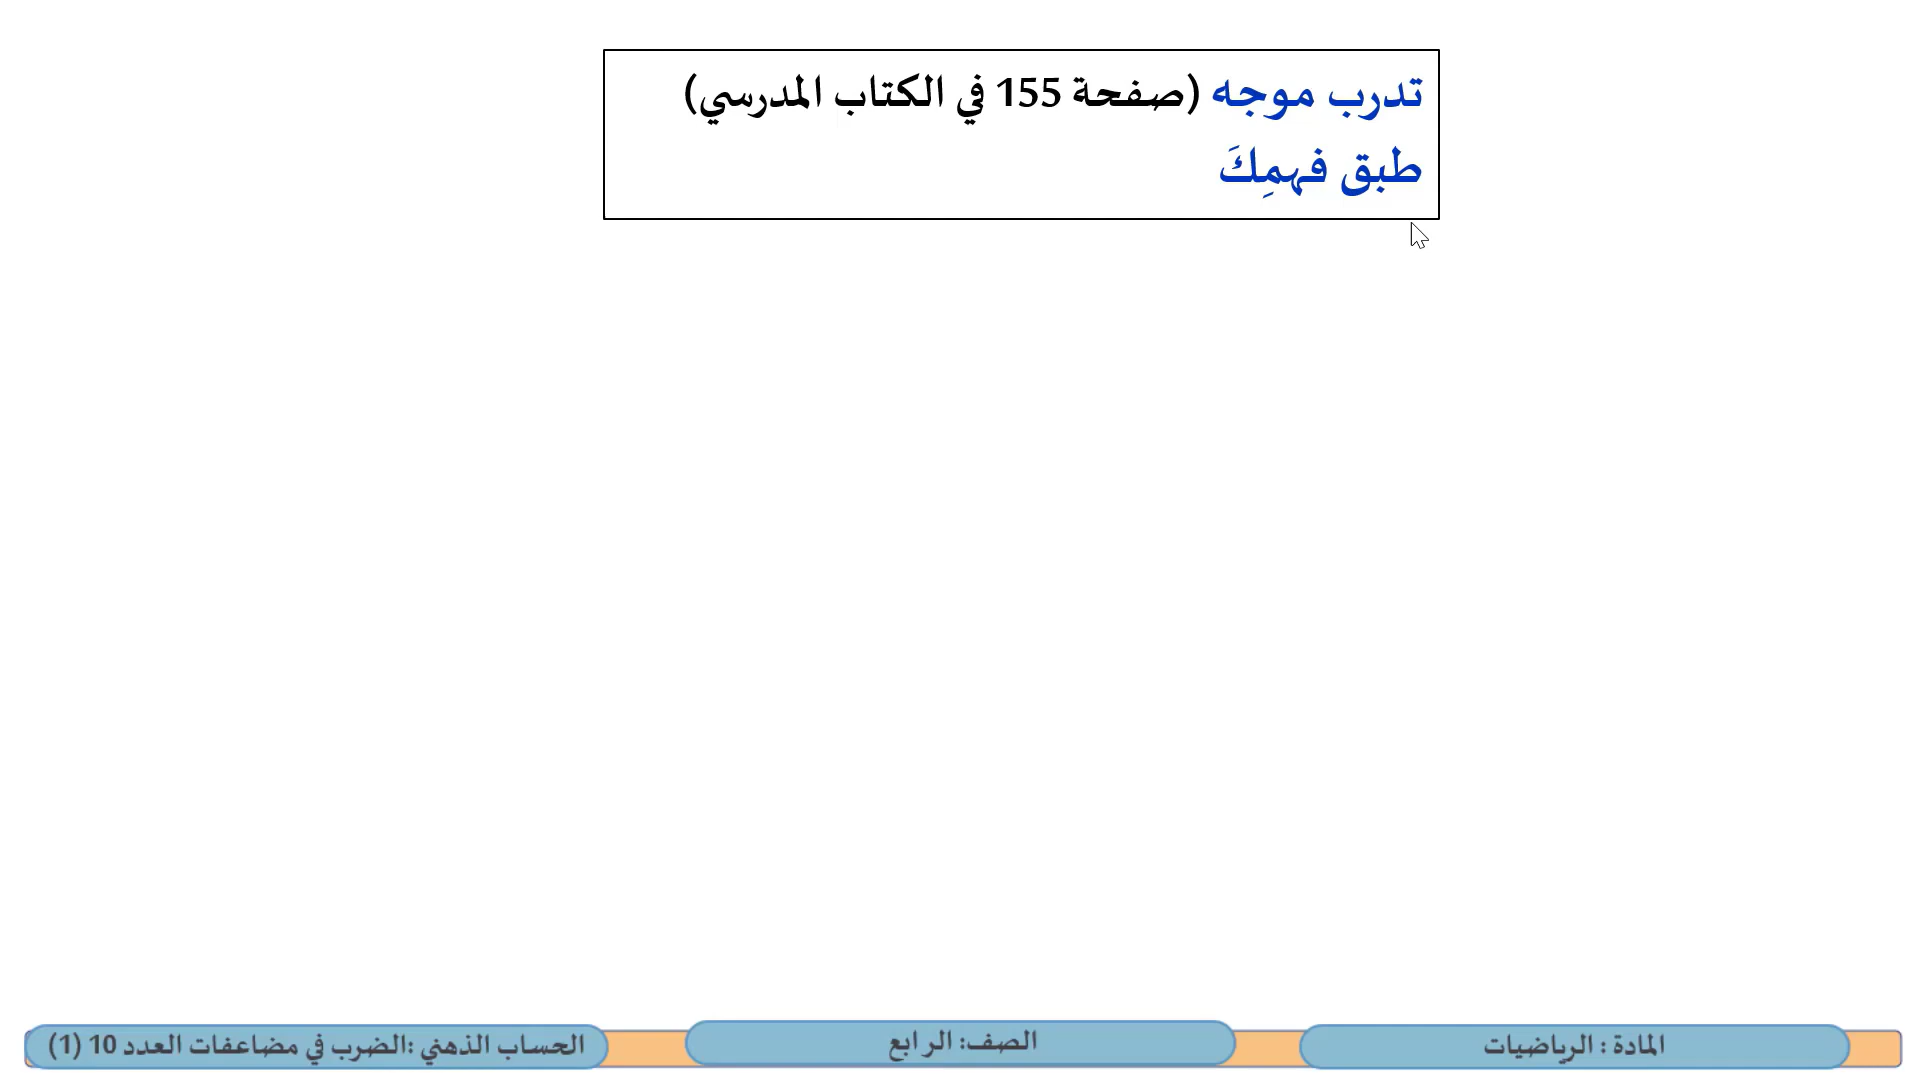 تدرب موجه (صفحة 155 في الكتاب المدرسي)
طبق فهمِكَ
المادة : الرياضيات
الصف: الرابع
الحساب الذهني :الضرب في مضاعفات العدد 10 (1)